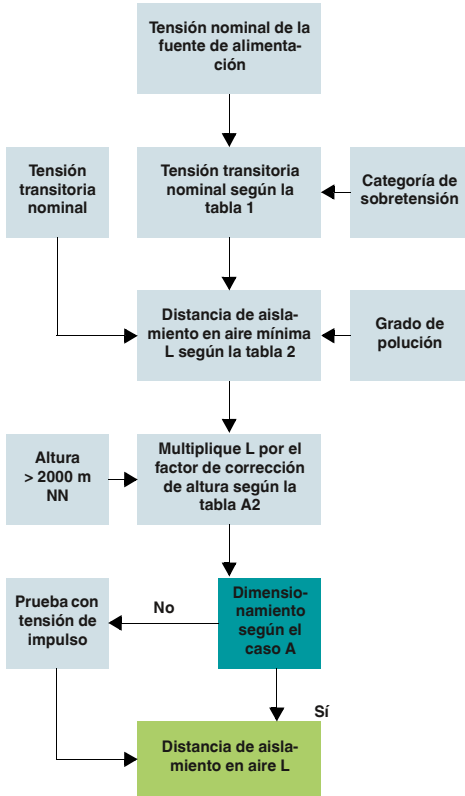 Tensión nominal de la
fuente de alimenta-
ción
Tensión
transitoria
nominal
Tensión transitoria
nominal según la
tabla 1
Categoría de
sobretensión
Distancia de aisla-
miento en aire mínima
L según la tabla 2
Grado de
polución
Altura
> 2000 m
NN
Multiplique L por el
factor de corrección
de altura según la
tabla A2
Prueba con
tensión de
impulso
No
Dimensio-
namiento
según el
caso A
Sí
Distancia de aisla-
miento en aire L